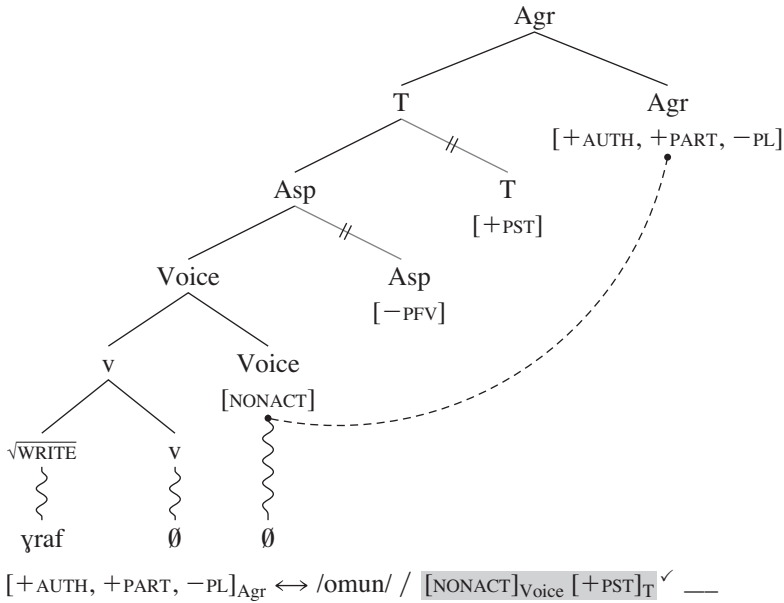 Agr
T Agr
[+AUTH, +PART, −PL]
Asp T
[+PST]
Voice Asp
[−PFV]
v Voice
[NONACT]
√WRITE v
ɣraf ∅ ∅
[+AUTH, +PART, −PL]Agr ↔ /omun/ / [NONACT]Voice [+PST]T ✓ __